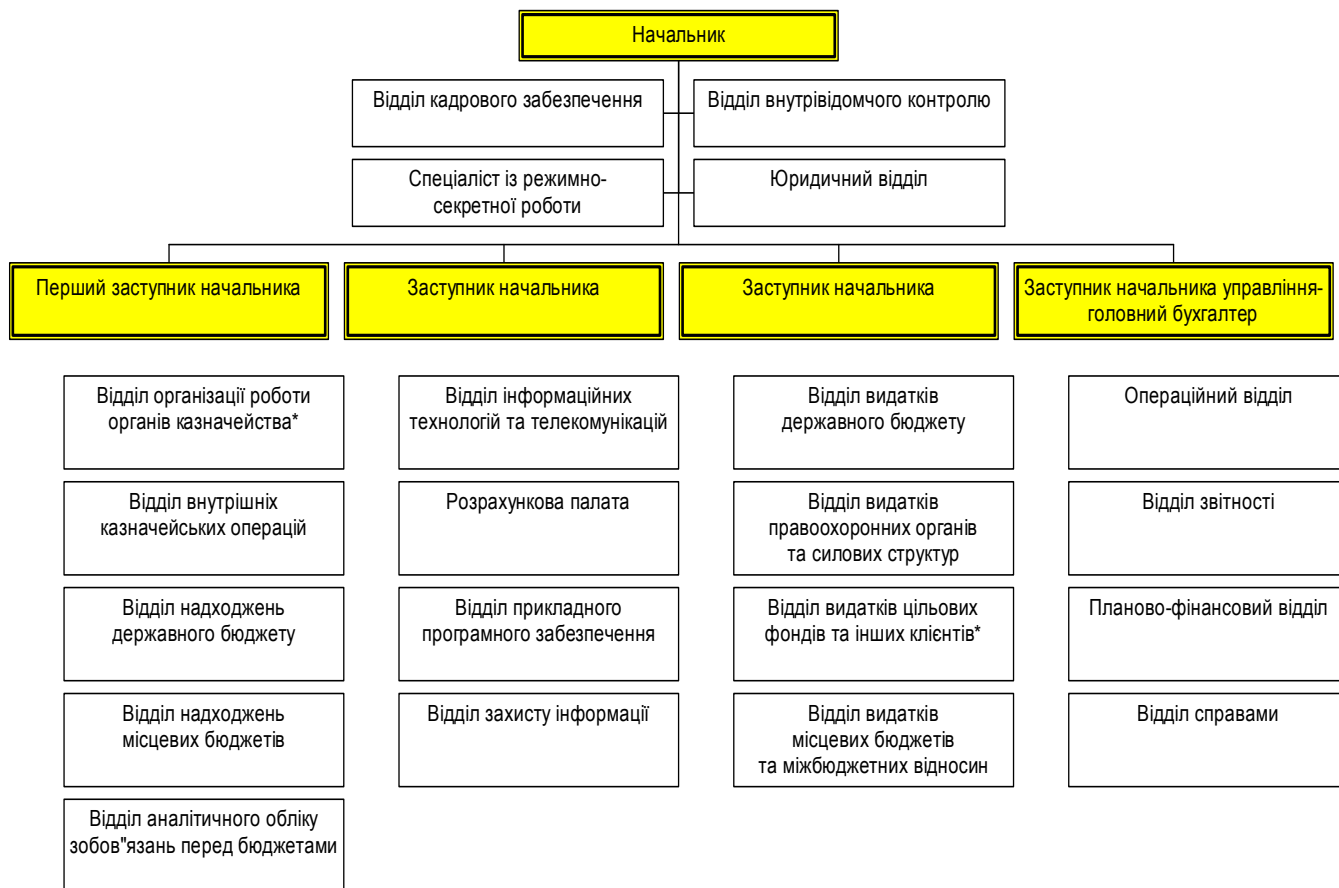 Начальник
Відділ кадрового забезпечення
Відділ внутрівідомчого контролю
Спеціаліст із режимно-
секретної роботи
Юридичний відділ
Перший заступник начальника
Заступник начальника
Заступник начальника
Заступник начальника управління-
головний бухгалтер
Відділ організації роботи
органів казначейства*
Відділ інформаційних
технологій та телекомунікацій
Відділ видатків
державного бюджету
Операційний відділ
Відділ внутрішніх
казначейських операцій
Розрахункова палата
Відділ видатків
правоохоронних органів
та силових структур
Відділ звітності
Відділ надходжень
державного бюджету
Відділ прикладного
програмного забезпечення
Відділ видатків цільових
фондів та інших клієнтів*
Планово-фінансовий відділ
Відділ надходжень
місцевих бюджетів
Відділ захисту інформації
Відділ видатків
місцевих бюджетів
та міжбюджетних відносин
Відділ справами
Відділ аналітичного обліку
зобов"язань перед бюджетами